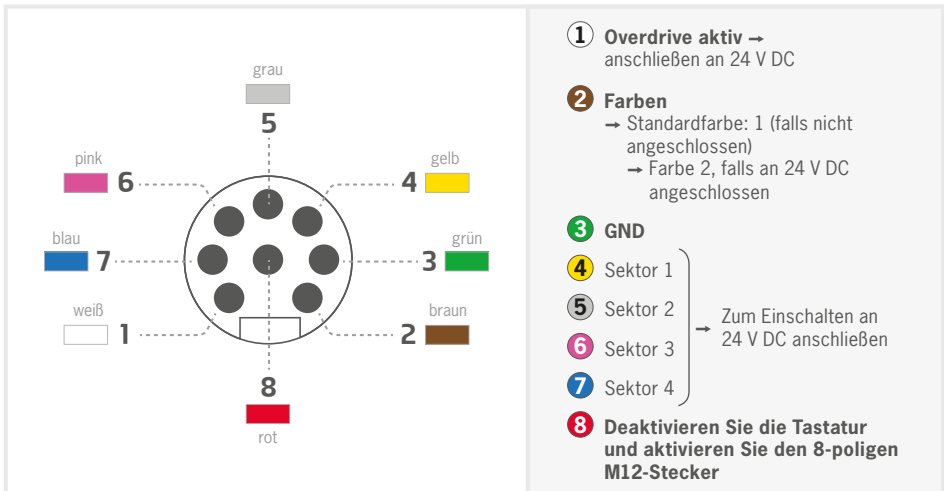 grau
5
pink
6
4
gelb
blau
7
3
grün
weiß
1
2
braun
8
rot
1 Overdrive aktiv →
anschließen an 24 V DC
2 Farben
→ Standardfarbe: 1 (falls nicht
angeschlossen)
→ Farbe 2, falls an 24 V DC
angeschlossen
3 GND
4 Sektor 1
5 Sektor 2
6 Sektor 3
7 Sektor 4
→ Zum Einschalten an
24 V DC anschließen
8 Deaktivieren Sie die Tastatur
und aktivieren Sie den 8-poligen
M12-Stecker